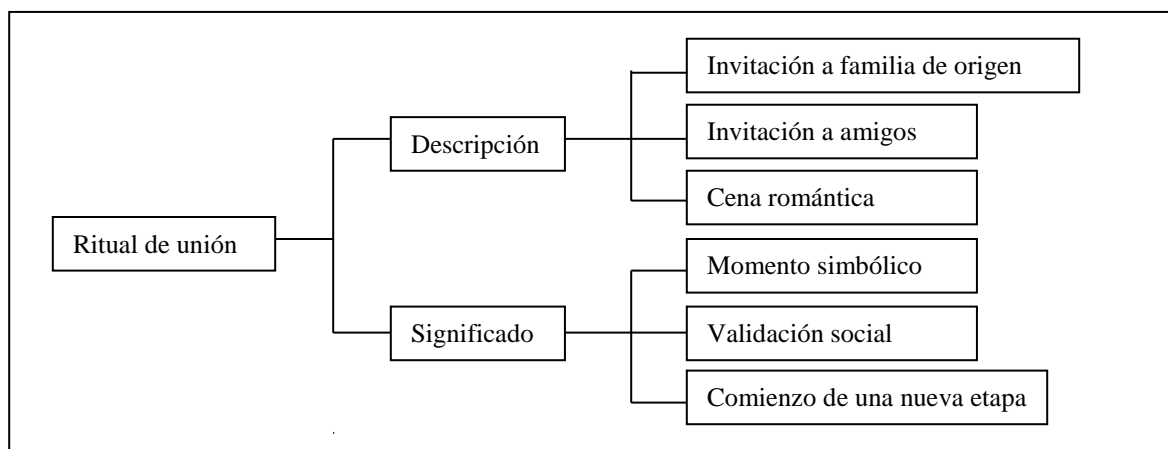 Ritual de unión
Descripción
Invitación a familia de origen
Invitación a amigos
Cena romántica
Significado
Momento simbólico
Validación social
Comienzo de una nueva etapa